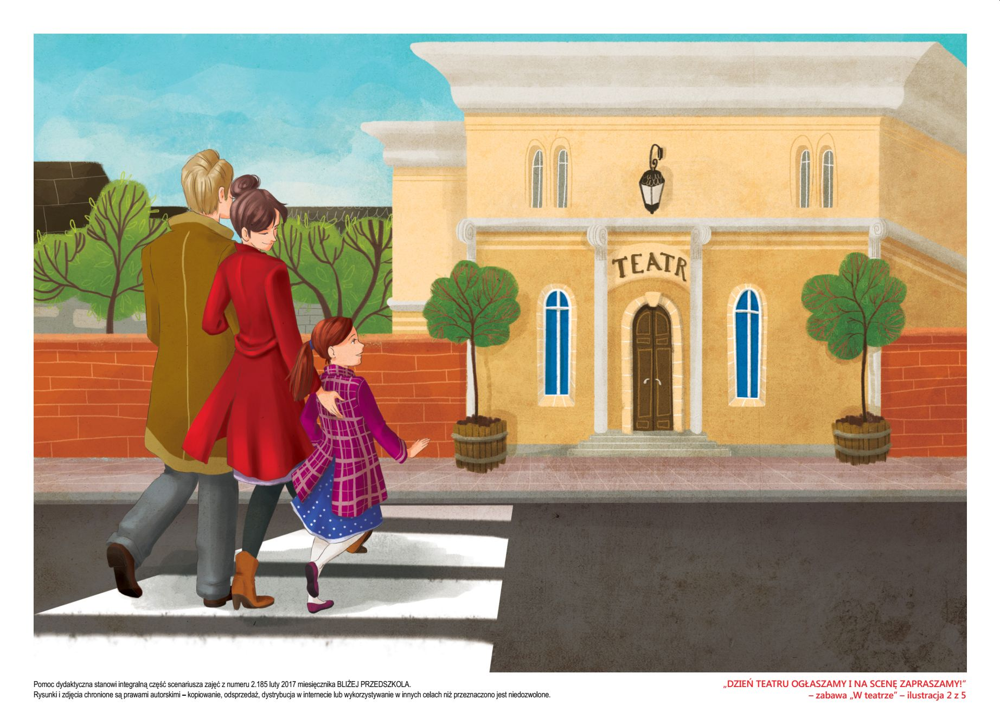 TEATR
Pomoc dydaktyczna stanowi integralną część scenariusza zajęć z numeru 2.185 luty 2017 miesięcznika BLIŻEJ PRZEDSZKOLA.
Rysunki i zdjęcia chronione są prawami autorskimi – kopiowanie, odsprzedaż, dystrybucja w internecie lub wykorzystywanie w innych celach niż przeznaczono jest niedozwolone.
„DZIEŃ TEATRU OGŁASZAMY I NA SCENĘ ZAPRASZAMY!”
– zabawa „W teatrze” – ilustracja 2 z 5